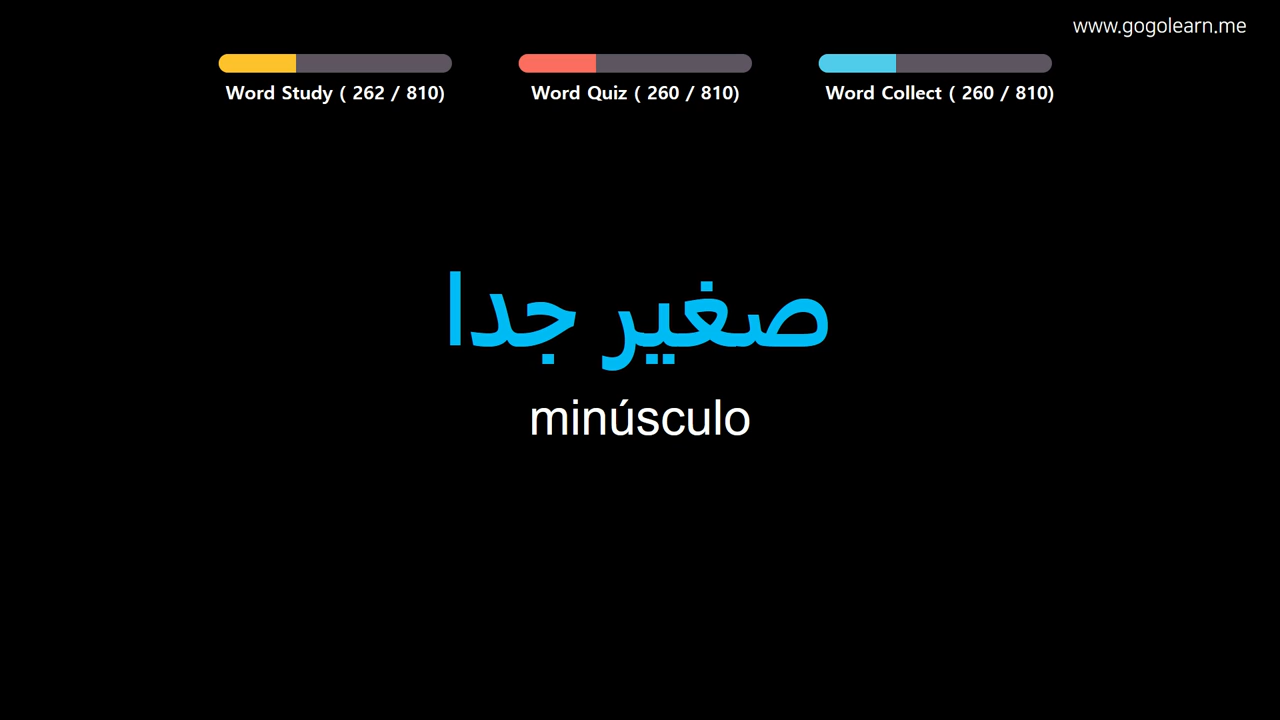 www.gogolearn.me
Word Study ( 262 / 810)
Word Quiz ( 260 / 810)
Word Collect ( 260 / 810)
صغير جدا
minúsculo